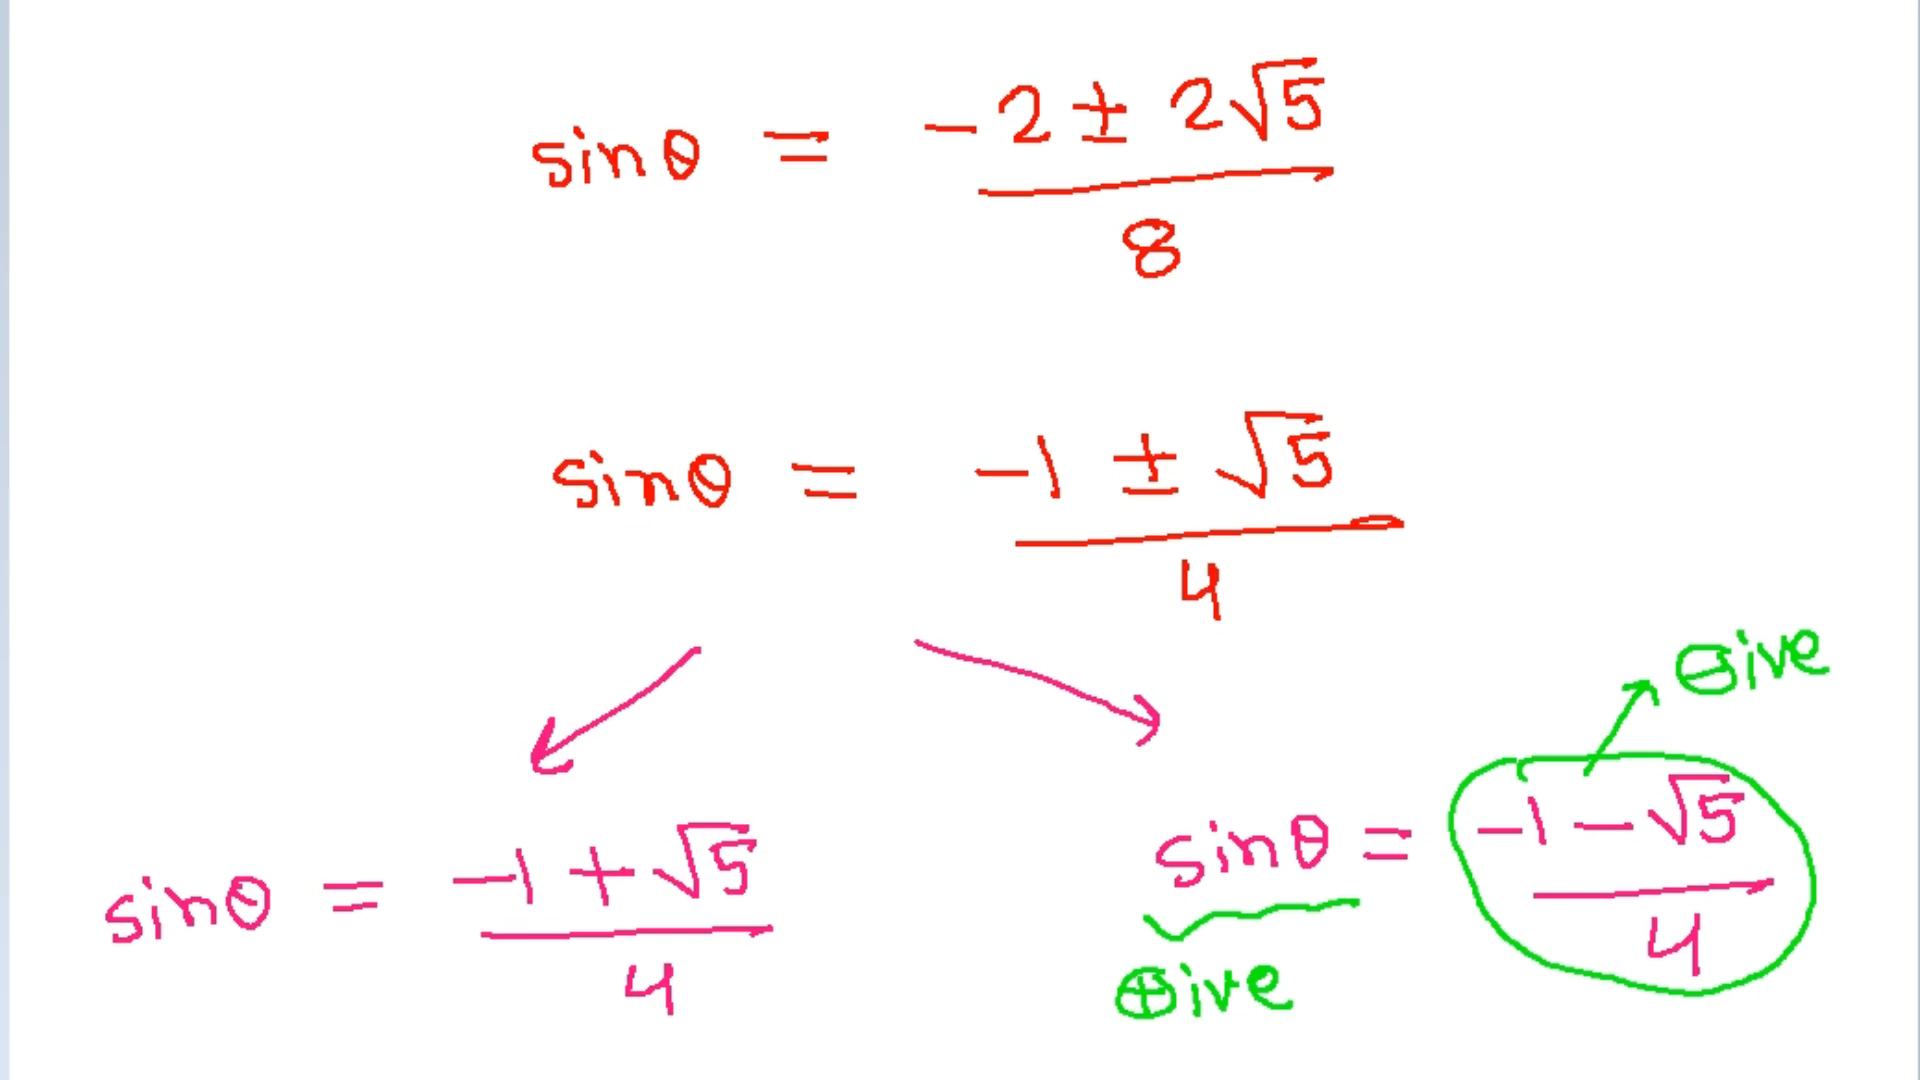 sinθ = -2 ± 2√5 / 8
sinθ = -1 ± √5 / 4
⊖ive
sinθ = -1 + √5 / 4
sinθ = -1 - √5 / 4
⊕ive